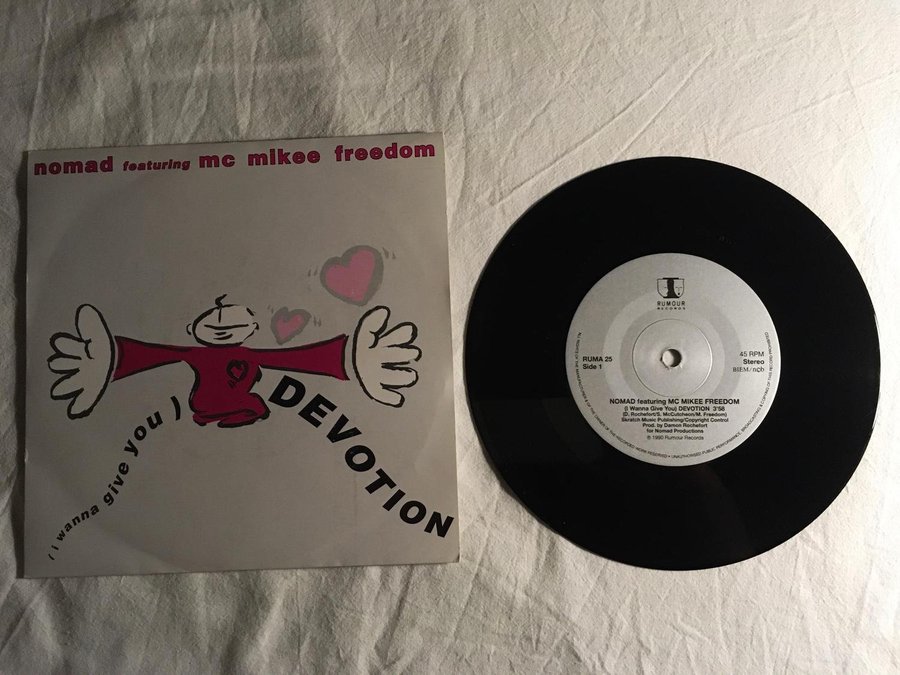 nomad featuring mc mikee freedom
(i wanna give you)
DEVOTION
RUMOUR
RECORDS
RUMA 25
Side 1
45 RPM
Stereo
BIEM/n©b
NOMAD featuring MC MIKEE FREEDOM
(I Wanna Give You) DEVOTION 3'58
(D. Rochefort/S. McCutcheon/M. Freedom)
Skratch Music Publishing/Copyright Control
Prod. by Damon Rochefort
for Nomad Productions
℗ 1990 Rumour Records